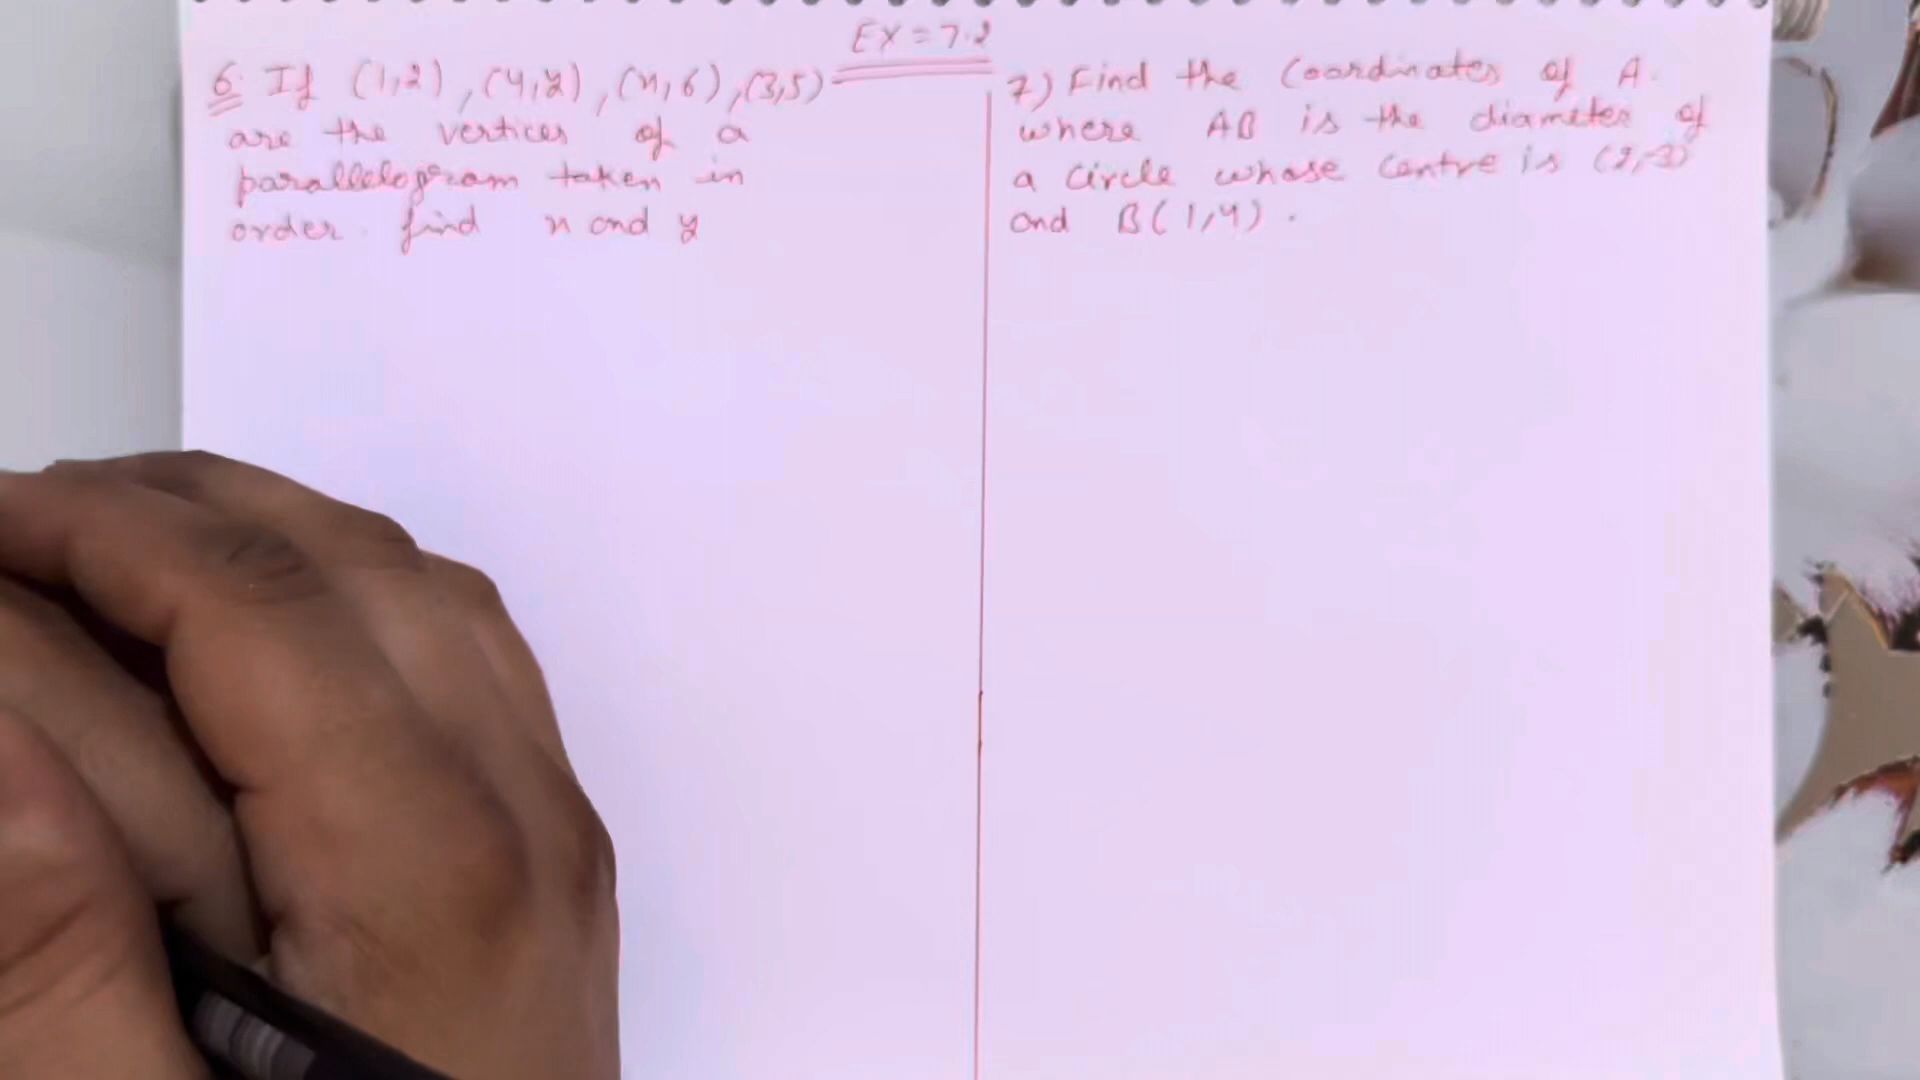 EX = 7.2
6. If (1,2), (4,y), (x,6), (3,5)
are the vertices of a
parallelogram taken in
order. find x and y
7) Find the Coordinates of A.
where AB is the diameter of
a circle whose centre is (2,-3)
and B(1,4).